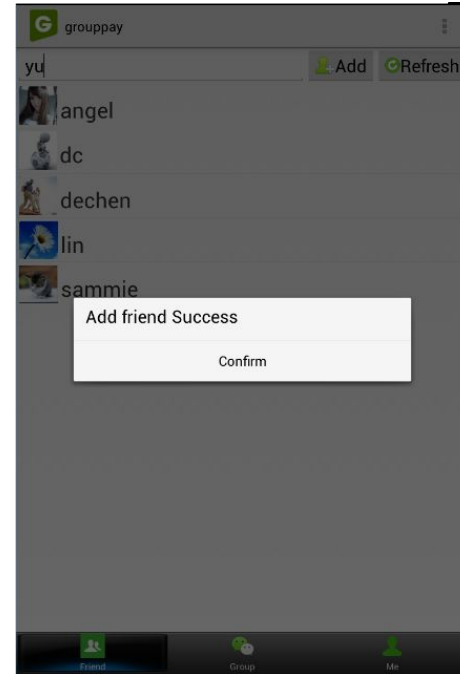 G grouppay
yu Add Refresh
angel
dc
dechen
lin
sammie
Add friend Success
Confirm
Friend Group Me